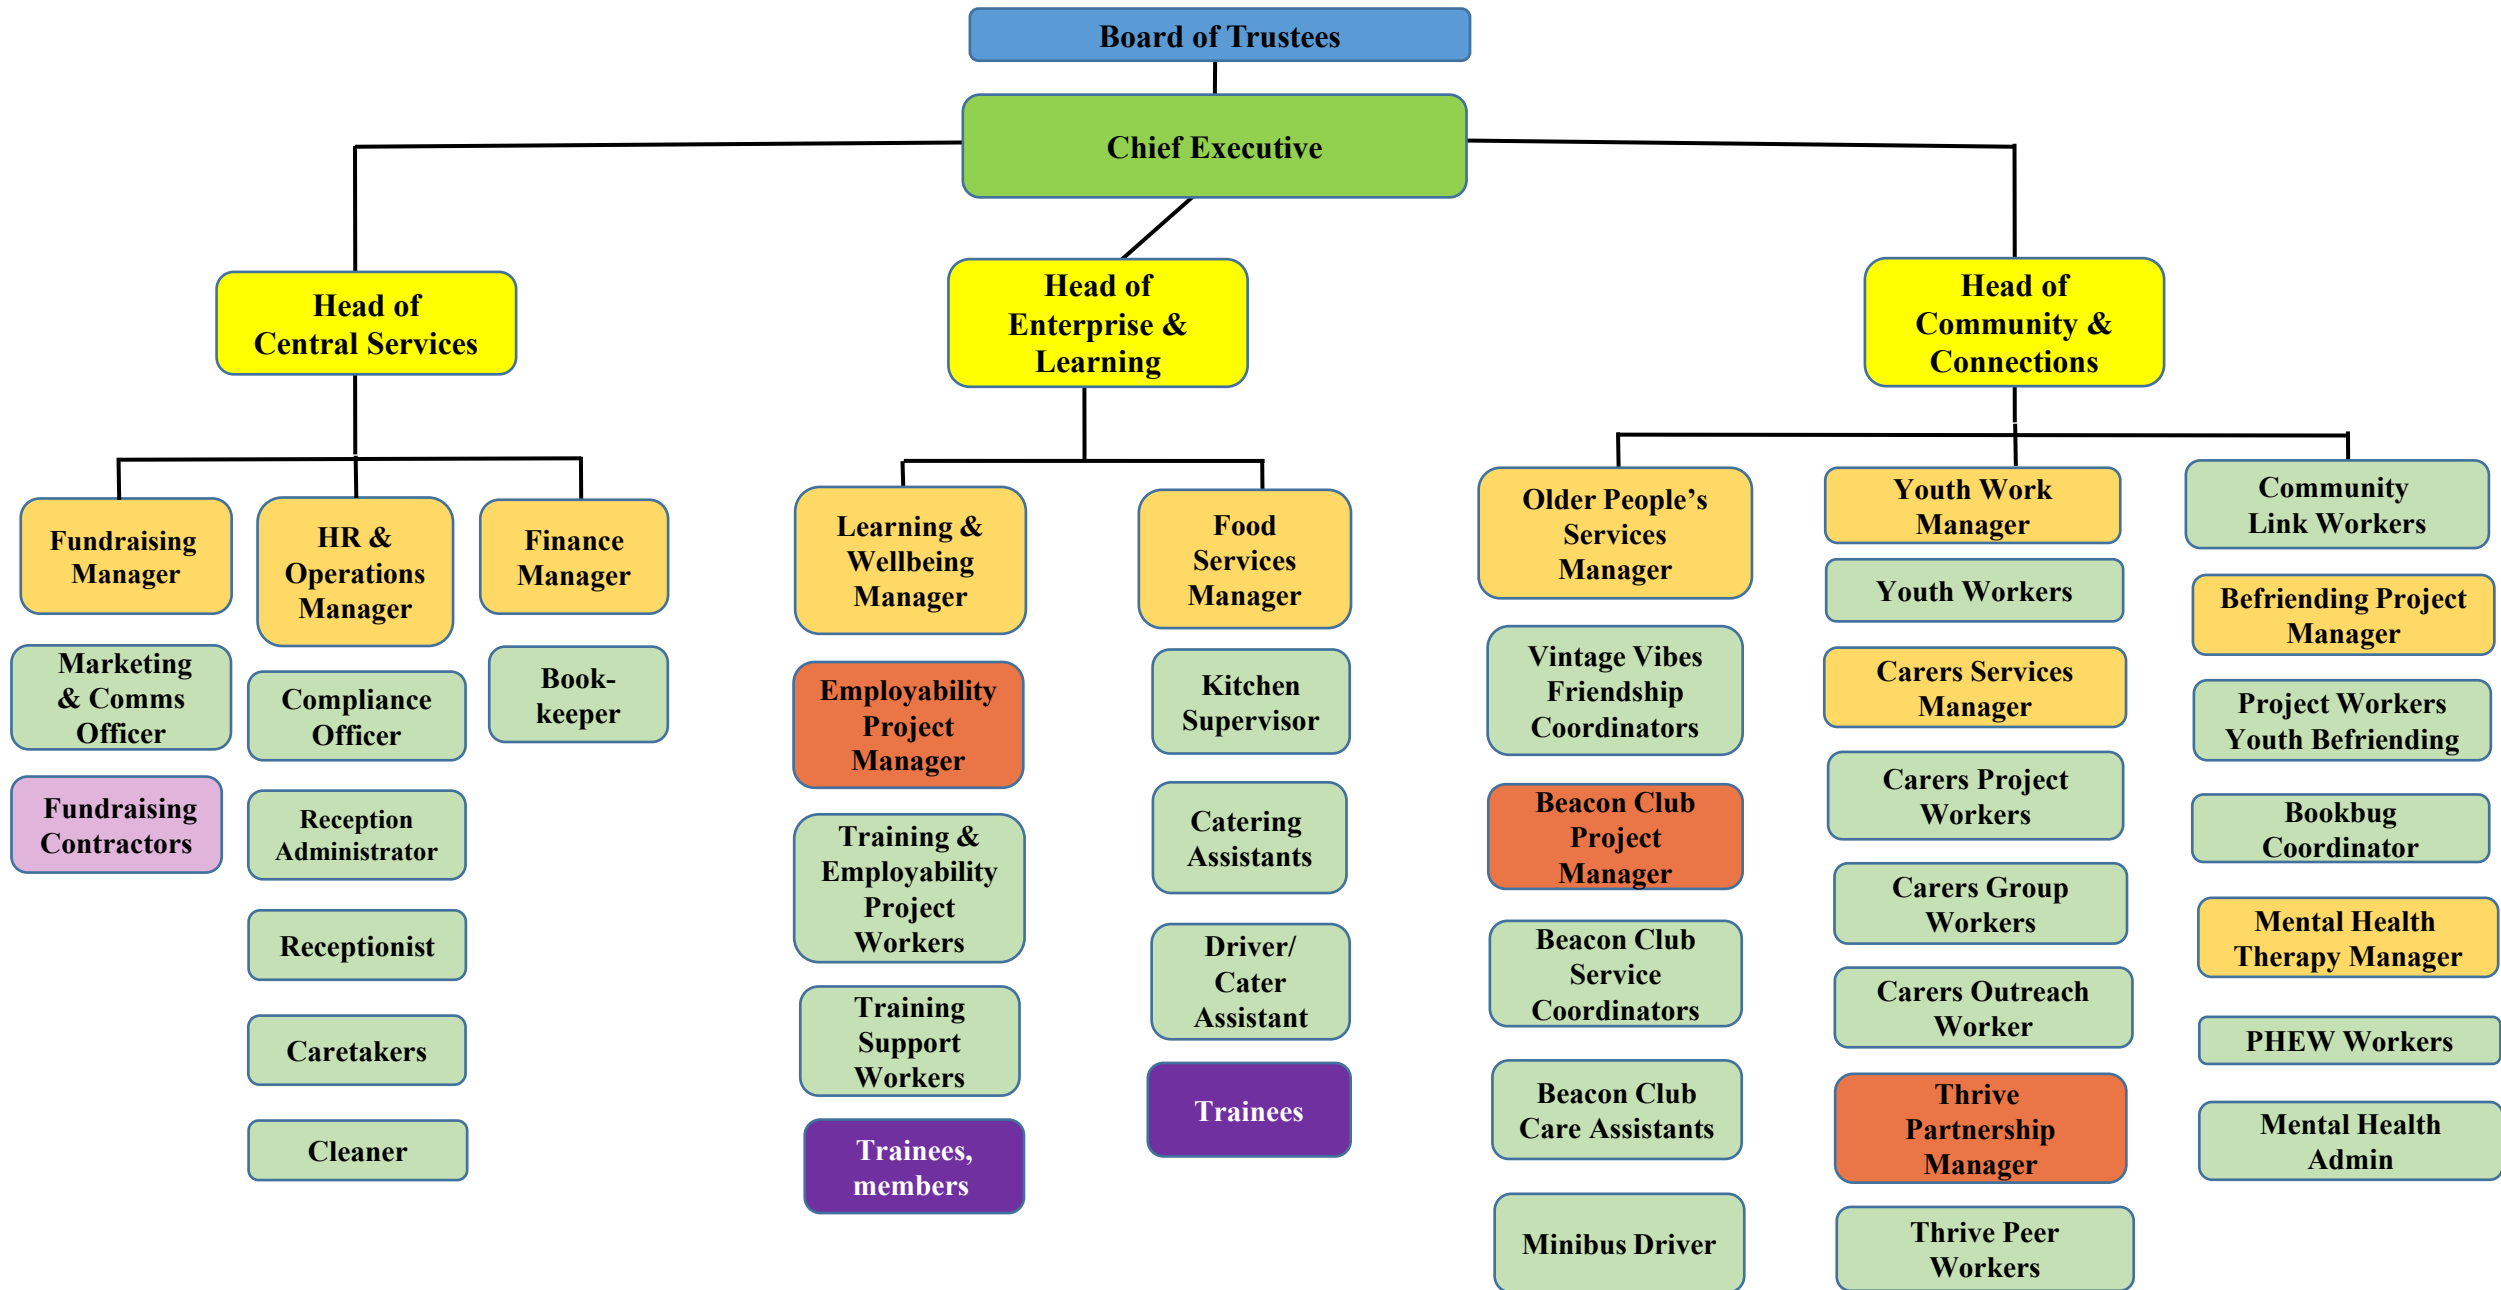 Board of Trustees
Chief Executive
Head of
Central Services
Head of
Enterprise &
Learning
Head of
Community &
Connections
Fundraising
Manager
Marketing
& Comms
Officer
Fundraising
Contractors
HR &
Operations
Manager
Compliance
Officer
Reception
Administrator
Receptionist
Caretakers
Cleaner
Finance
Manager
Book-
keeper
Learning &
Wellbeing
Manager
Employability
Project
Manager
Training &
Employability
Project
Workers
Training
Support
Workers
Trainees,
members
Food
Services
Manager
Kitchen
Supervisor
Catering
Assistants
Driver/
Cater
Assistant
Trainees
Older People’s
Services
Manager
Vintage Vibes
Friendship
Coordinators
Beacon Club
Project
Manager
Beacon Club
Service
Coordinators
Beacon Club
Care Assistants
Minibus Driver
Youth Work
Manager
Youth Workers
Carers Services
Manager
Carers Project
Workers
Carers Group
Workers
Carers Outreach
Worker
Thrive
Partnership
Manager
Thrive Peer
Workers
Community
Link Workers
Befriending Project
Manager
Project Workers
Youth Befriending
Bookbug
Coordinator
Mental Health
Therapy Manager
PHEW Workers
Mental Health
Admin